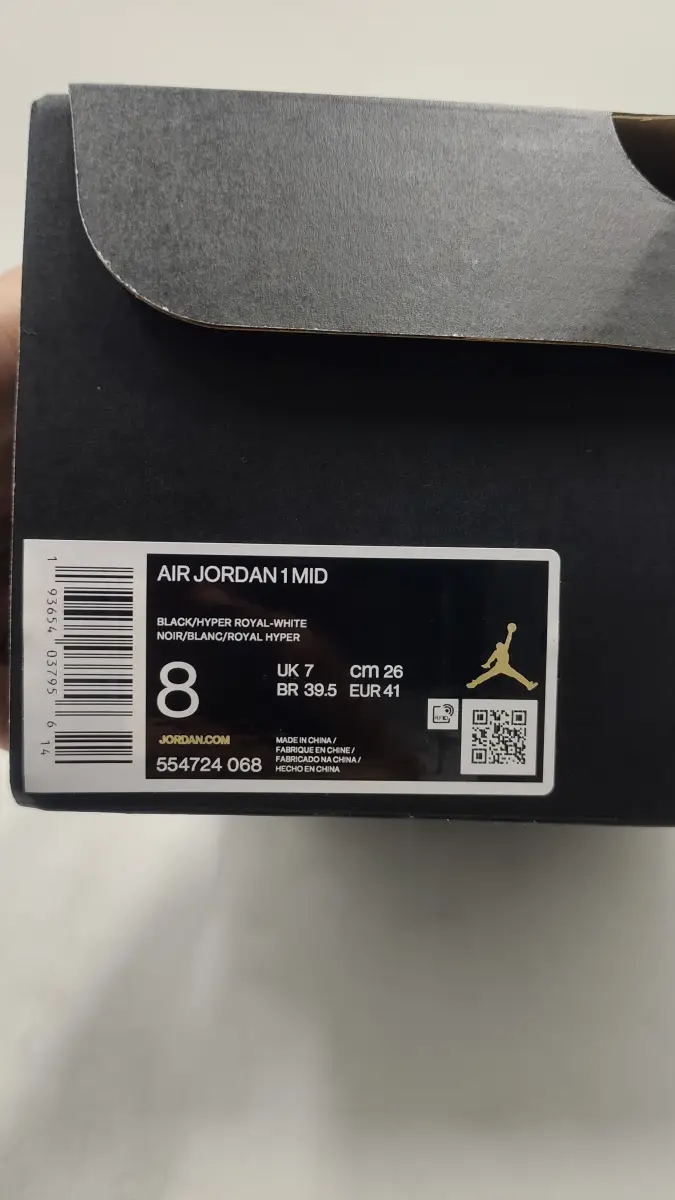 AIR JORDAN 1 MID
BLACK/HYPER ROYAL-WHITE
NOIR/BLANC/ROYAL HYPER
8
UK 7 cm 26
BR 39.5 EUR 41
JORDAN.COM
554724 068
MADE IN CHINA /
FABRIQUE EN CHINE /
FABRICADO NA CHINA /
HECHO EN CHINA
RFID
1 93654 03795 6 14